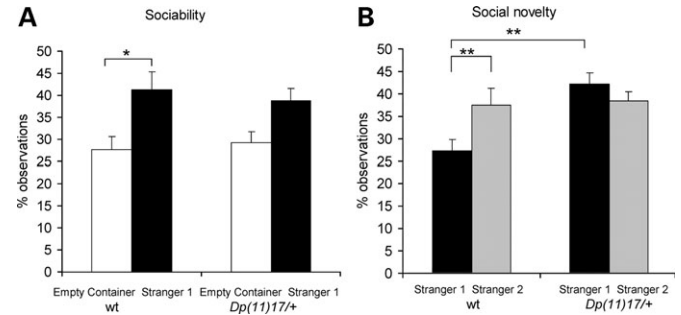 A
Sociability
% observations
50
45
40
35
30
25
20
15
10
5
0
*
Empty Container Stranger 1 Empty Container Stranger 1
wt Dp(11)17/+
B
Social novelty
% observations
50
45
40
35
30
25
20
15
10
5
0
**
**
Stranger 1 Stranger 2 Stranger 1 Stranger 2
wt Dp(11)17/+